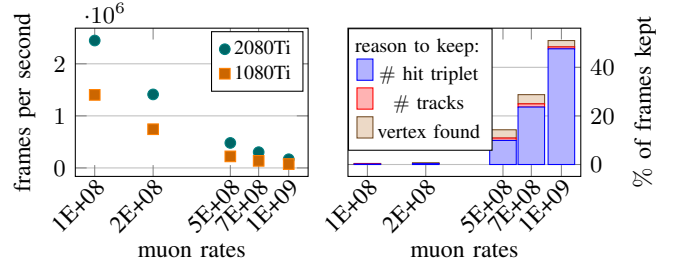 ·10^6
frames per second
2
1
0
2080Ti
1080Ti
1E+08
2E+08
5E+08
7E+08
1E+09
muon rates
reason to keep:
# hit triplet
# tracks
vertex found
40
20
0
% of frames kept
1E+08
2E+08
5E+08
7E+08
1E+09
muon rates